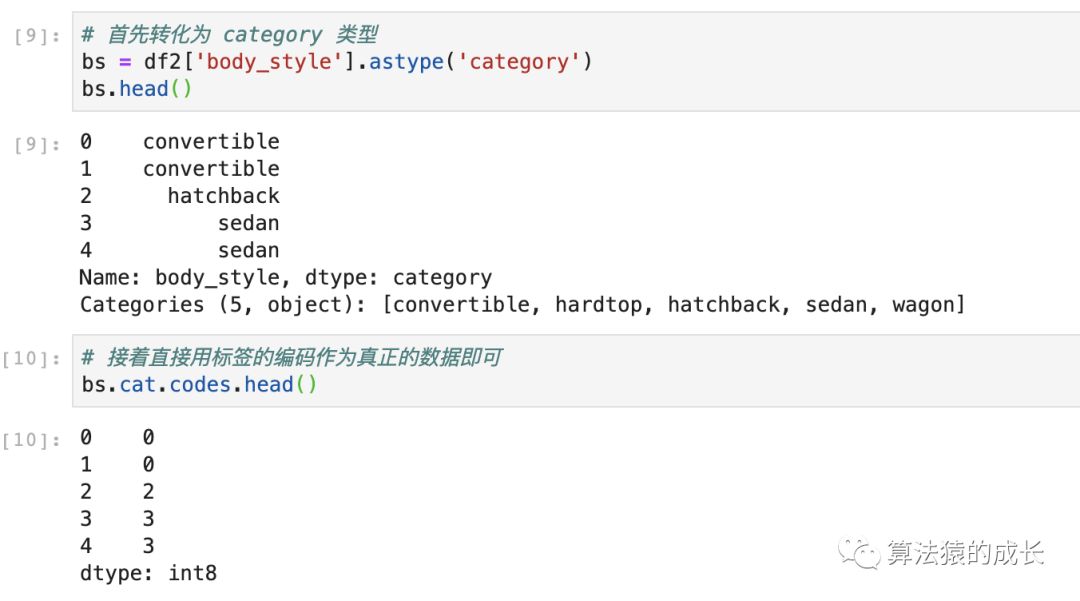 [9]: # 首先转化为 category 类型
bs = df2['body_style'].astype('category')
bs.head()
[9]: 0 convertible
1 convertible
2 hatchback
3 sedan
4 sedan
Name: body_style, dtype: category
Categories (5, object): [convertible, hardtop, hatchback, sedan, wagon]
[10]: # 接着直接用标签的编码作为真正的数据即可
bs.cat.codes.head()
[10]: 0 0
1 0
2 2
3 3
4 3
dtype: int8
算法猿的成长